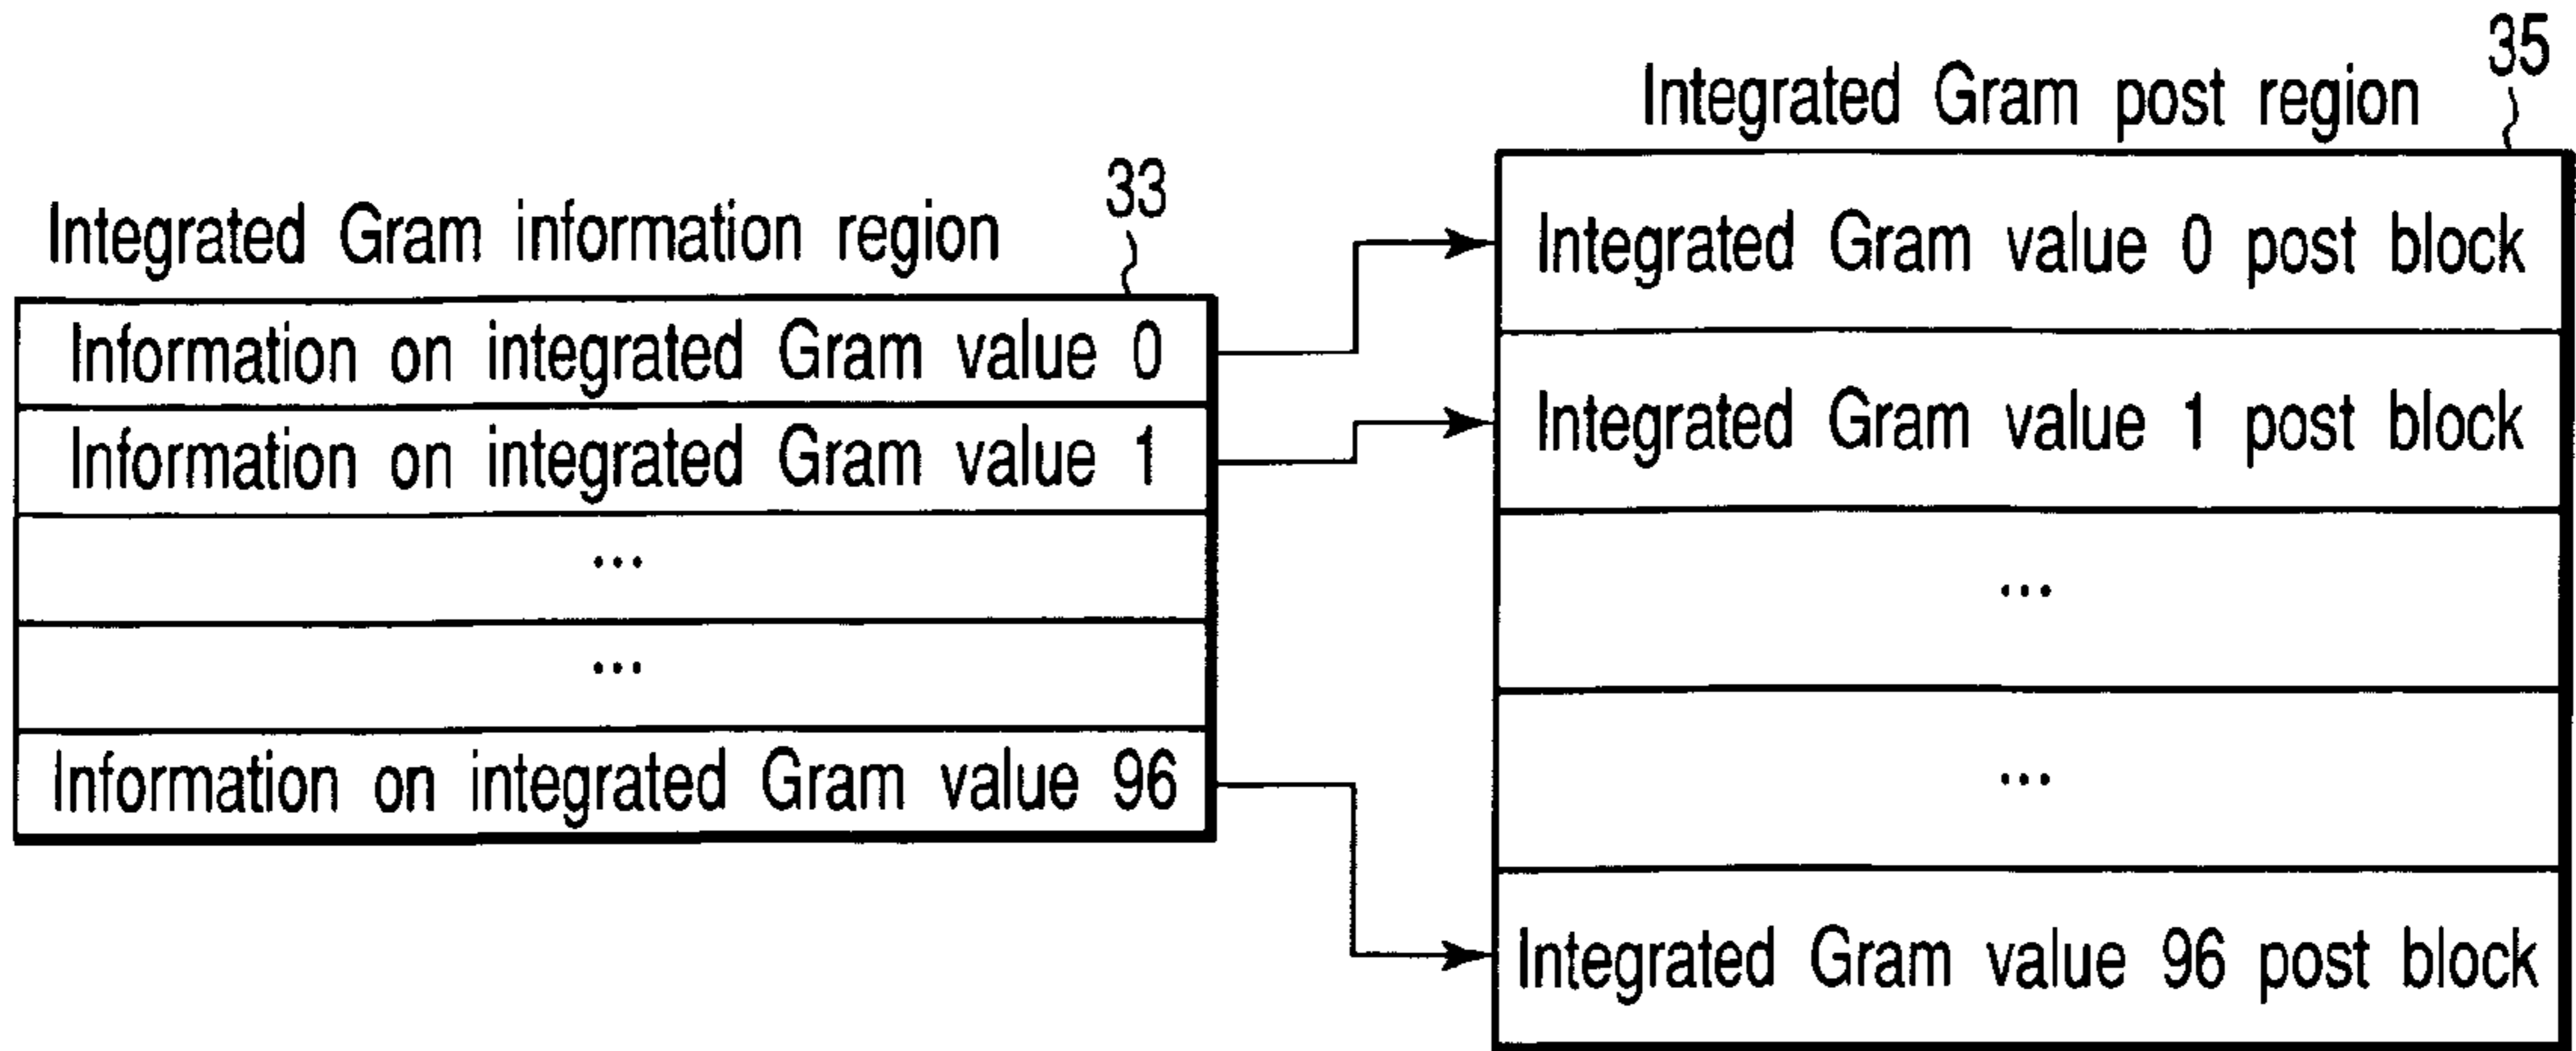 Integrated Gram information region
33
Information on integrated Gram value 0
Information on integrated Gram value 1
...
...
Information on integrated Gram value 96
35
Integrated Gram post region
Integrated Gram value 0 post block
Integrated Gram value 1 post block
...
...
Integrated Gram value 96 post block